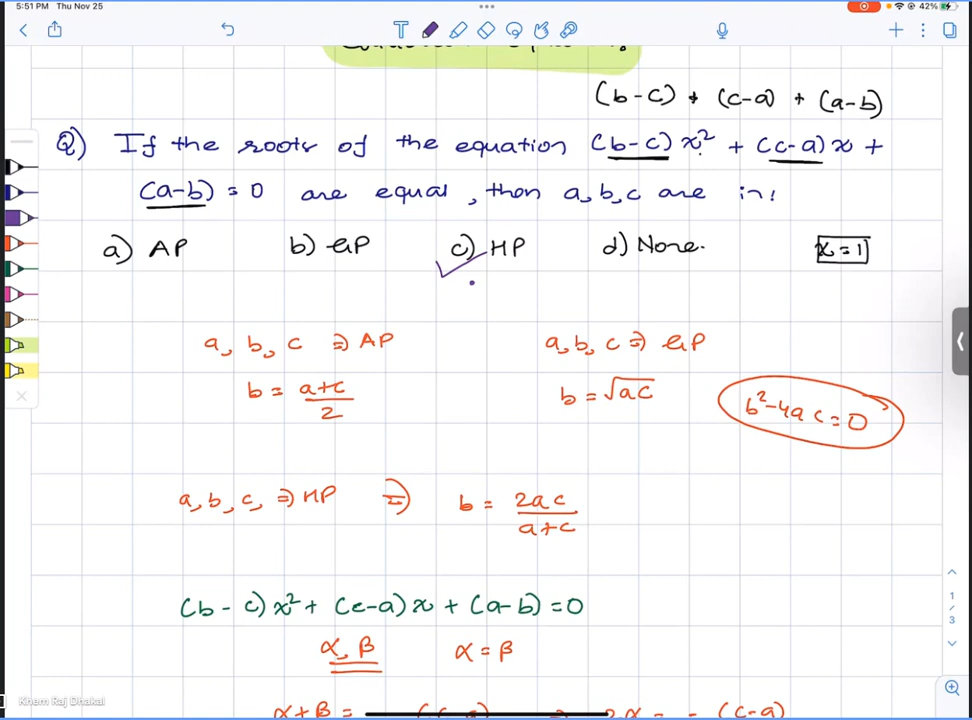 5:51 PM Thu Nov 25
42%
(b-c) + (c-a) + (a-b)
Q) If the roots of the equation (b-c)x² + (c-a)x +
(a-b) = 0 are equal, then a, b, c are in:
a) AP b) GP c) HP d) None. x = 1
a, b, c ⇒ AP a, b, c ⇒ GP
b = (a+c)/2 b = √ac b²-4ac = 0
a, b, c, ⇒ HP ⇒ b = 2ac/(a+c)
1
/
3
(b-c)x² + (c-a)x + (a-b) = 0
α, β α = β
Khem Raj Dhakal
α+β = -(c-a)